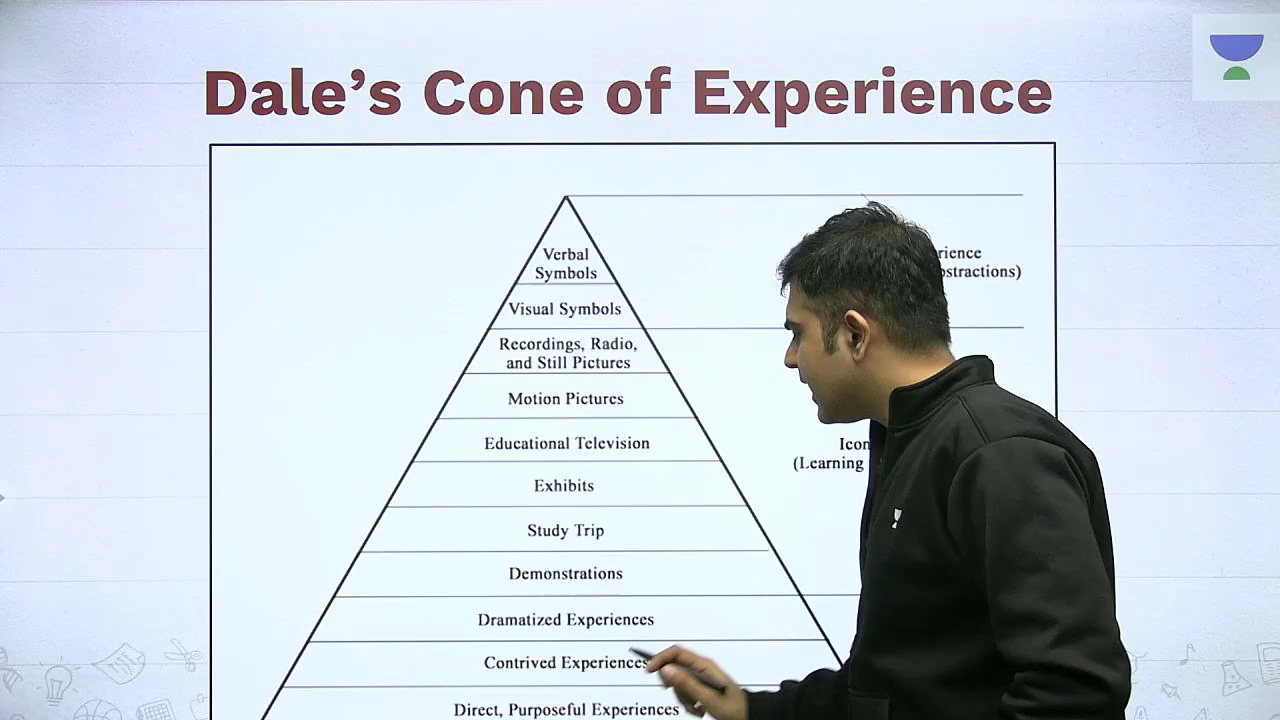 Dale's Cone of Experience
Verbal
Symbols
Visual Symbols
Recordings, Radio,
and Still Pictures
Motion Pictures
Educational Television
Exhibits
Study Trip
Demonstrations
Dramatized Experiences
Contrived Experiences
Direct, Purposeful Experiences
(Learning